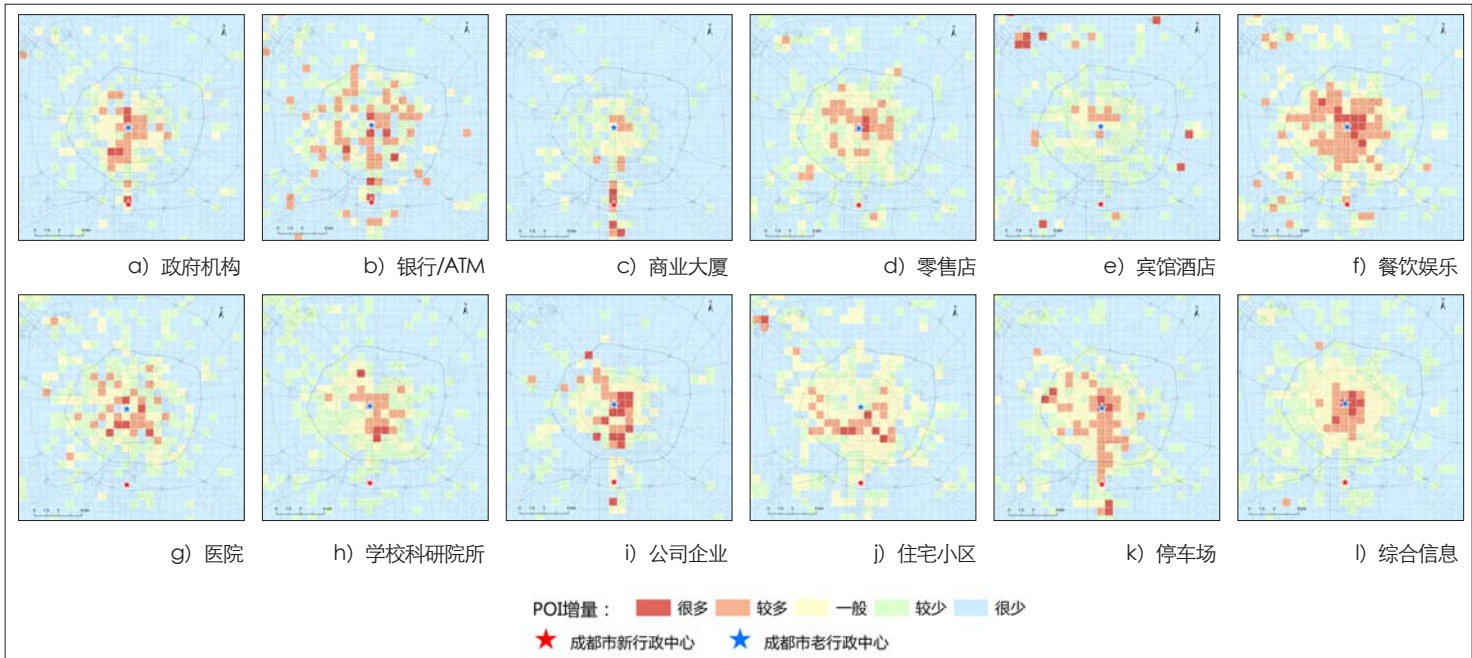 a）政府机构
b）银行/ATM
c）商业大厦
d）零售店
e）宾馆酒店
f）餐饮娱乐
g）医院
h）学校科研院所
i）公司企业
j）住宅小区
k）停车场
l）综合信息
POI增量： 很多 较多 一般 较少 很少
成都市新行政中心 成都市老行政中心